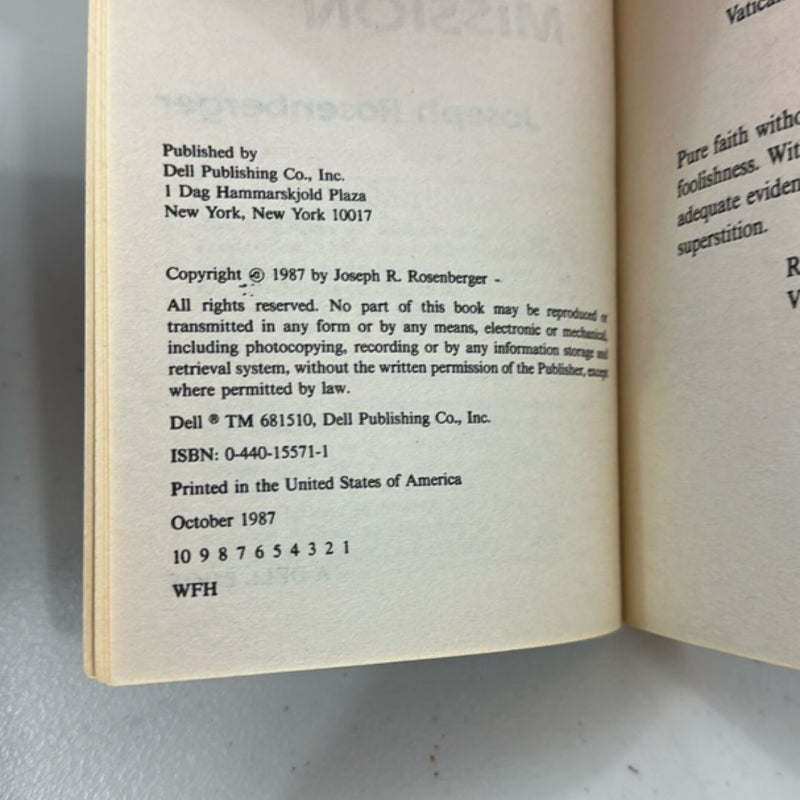 Published by
Dell Publishing Co., Inc.
1 Dag Hammarskjold Plaza
New York, New York 10017
Copyright © 1987 by Joseph R. Rosenberger
All rights reserved. No part of this book may be reproduced or
transmitted in any form or by any means, electronic or mechanical,
including photocopying, recording or by any information storage and
retrieval system, without the written permission of the Publisher, except
where permitted by law.
Dell ® TM 681510, Dell Publishing Co., Inc.
ISBN: 0-440-15571-1
Printed in the United States of America
October 1987
10 9 8 7 6 5 4 3 2 1
WFH
MISSION
Joseph Rosenberger
Pure faith
foolishness.
adequate
superstition.
R
V